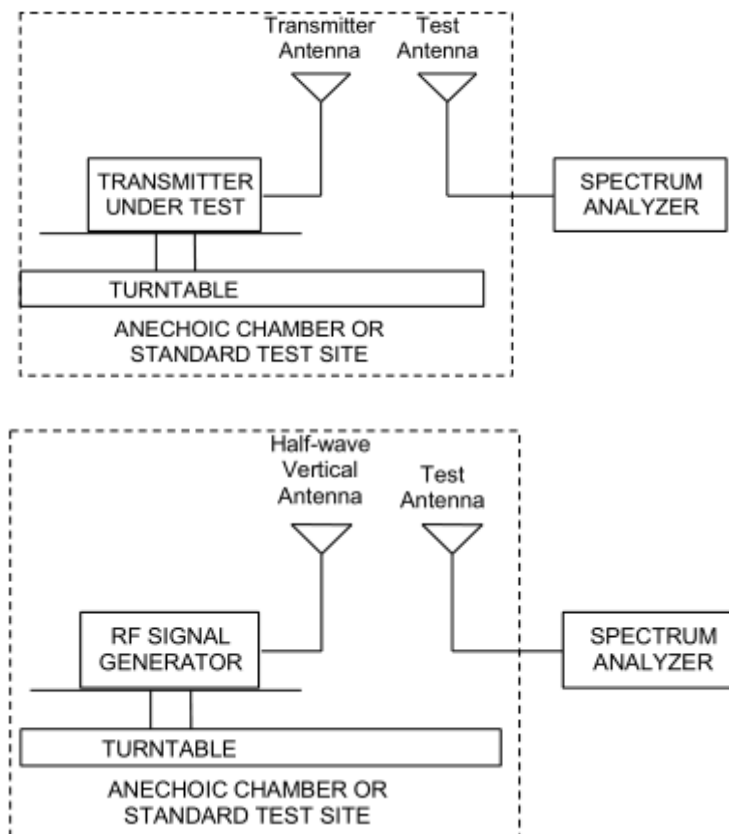 Transmitter
Antenna
Test
Antenna
TRANSMITTER
UNDER TEST
SPECTRUM
ANALYZER
TURNTABLE
ANECHOIC CHAMBER OR
STANDARD TEST SITE
Half-wave
Vertical
Antenna
Test
Antenna
RF SIGNAL
GENERATOR
SPECTRUM
ANALYZER
TURNTABLE
ANECHOIC CHAMBER OR
STANDARD TEST SITE